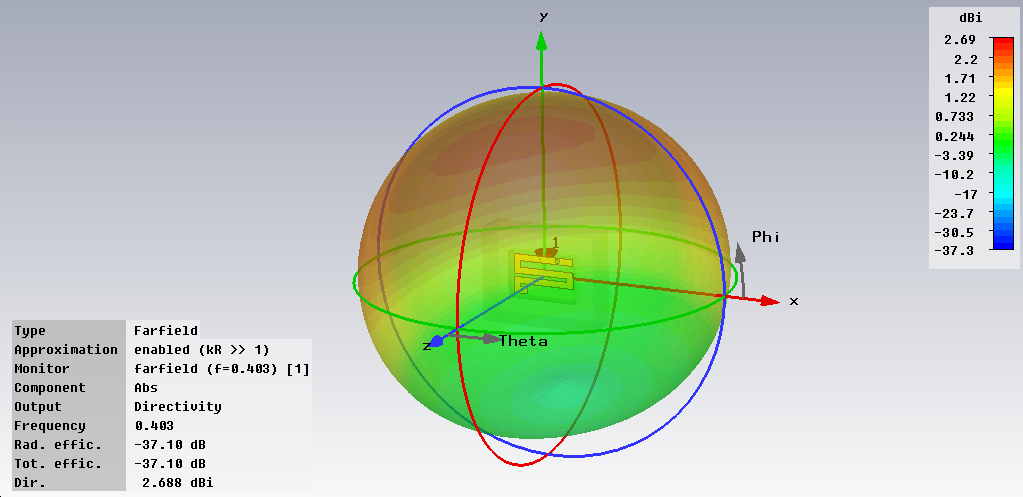 y
dBi
2.69
2.2
1.71
1.22
0.733
0.244
-3.39
-10.2
-17
-23.7
-30.5
-37.3
Phi
1
x
z
Theta
Type Farfield
Approximation enabled (kR >> 1)
Monitor farfield (f=0.403) [1]
Component Abs
Output Directivity
Frequency 0.403
Rad. effic. -37.10 dB
Tot. effic. -37.10 dB
Dir. 2.688 dBi